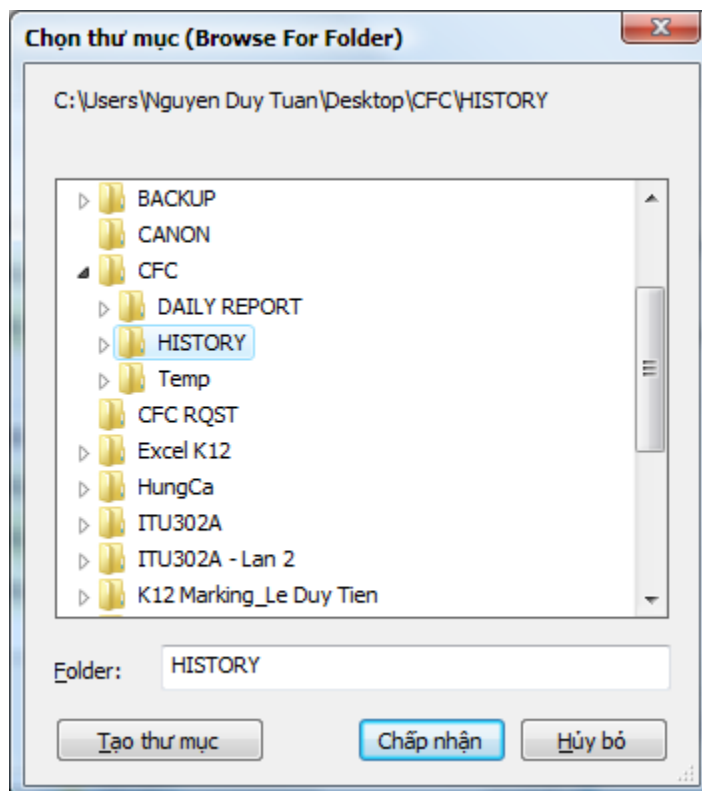 Chọn thư mục (Browse For Folder)
C:\Users\Nguyen Duy Tuan\Desktop\CFC\HISTORY
BACKUP
CANON
CFC
DAILY REPORT
HISTORY
Temp
CFC RQST
Excel K12
HungCa
ITU302A
ITU302A - Lan 2
K12 Marking_Le Duy Tien
Folder: HISTORY
Tạo thư mục Chấp nhận Hủy bỏ